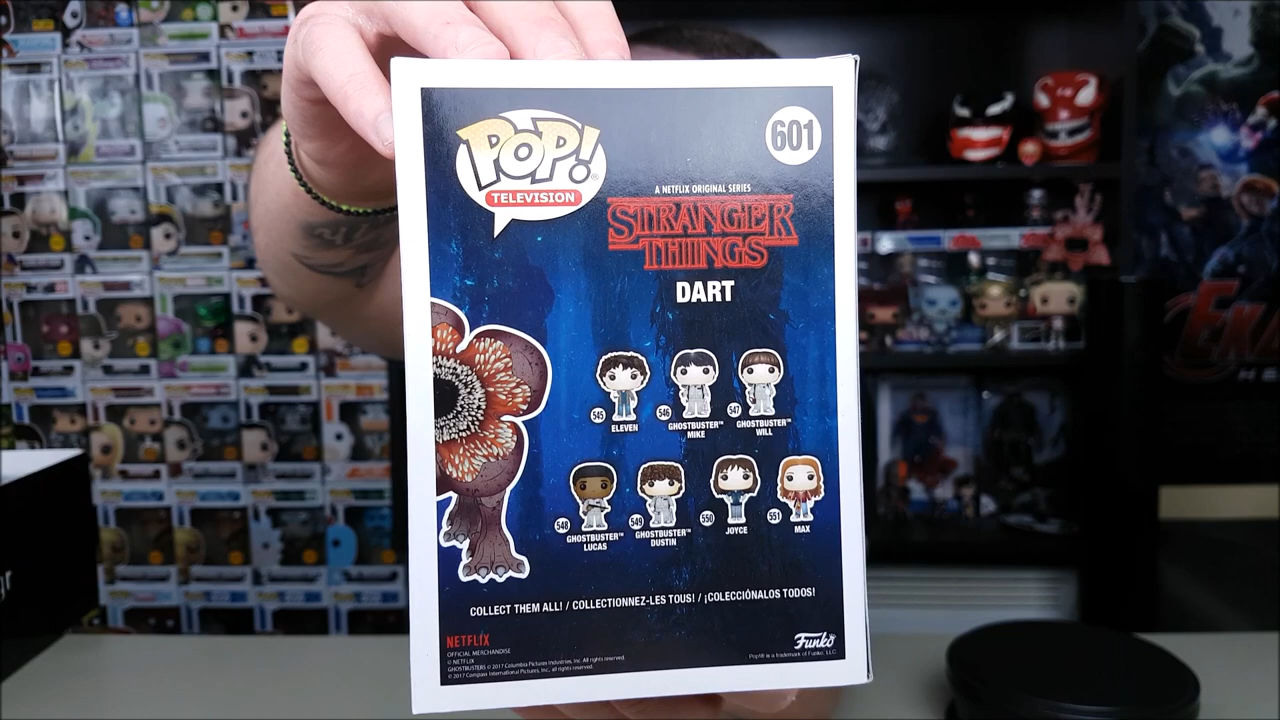 POP!
TELEVISION
601
A NETFLIX ORIGINAL SERIES
STRANGER
THINGS
DART
545 ELEVEN
546 GHOSTBUSTER™ MIKE
547 GHOSTBUSTER™ WILL
548 GHOSTBUSTER™ LUCAS
549 GHOSTBUSTER™ DUSTIN
550 JOYCE
551 MAX
COLLECT THEM ALL! / COLLECTIONNEZ-LES TOUS! / ¡COLECCIÓNALOS TODOS!
NETFLIX
OFFICIAL MERCHANDISE
© NETFLIX
GHOSTBUSTERS © 2017 Columbia Pictures Industries, Inc. All rights reserved.
© 2017 Compass International Pictures, Inc., all rights reserved.
Funko
Pop!® is a trademark of Funko, LLC